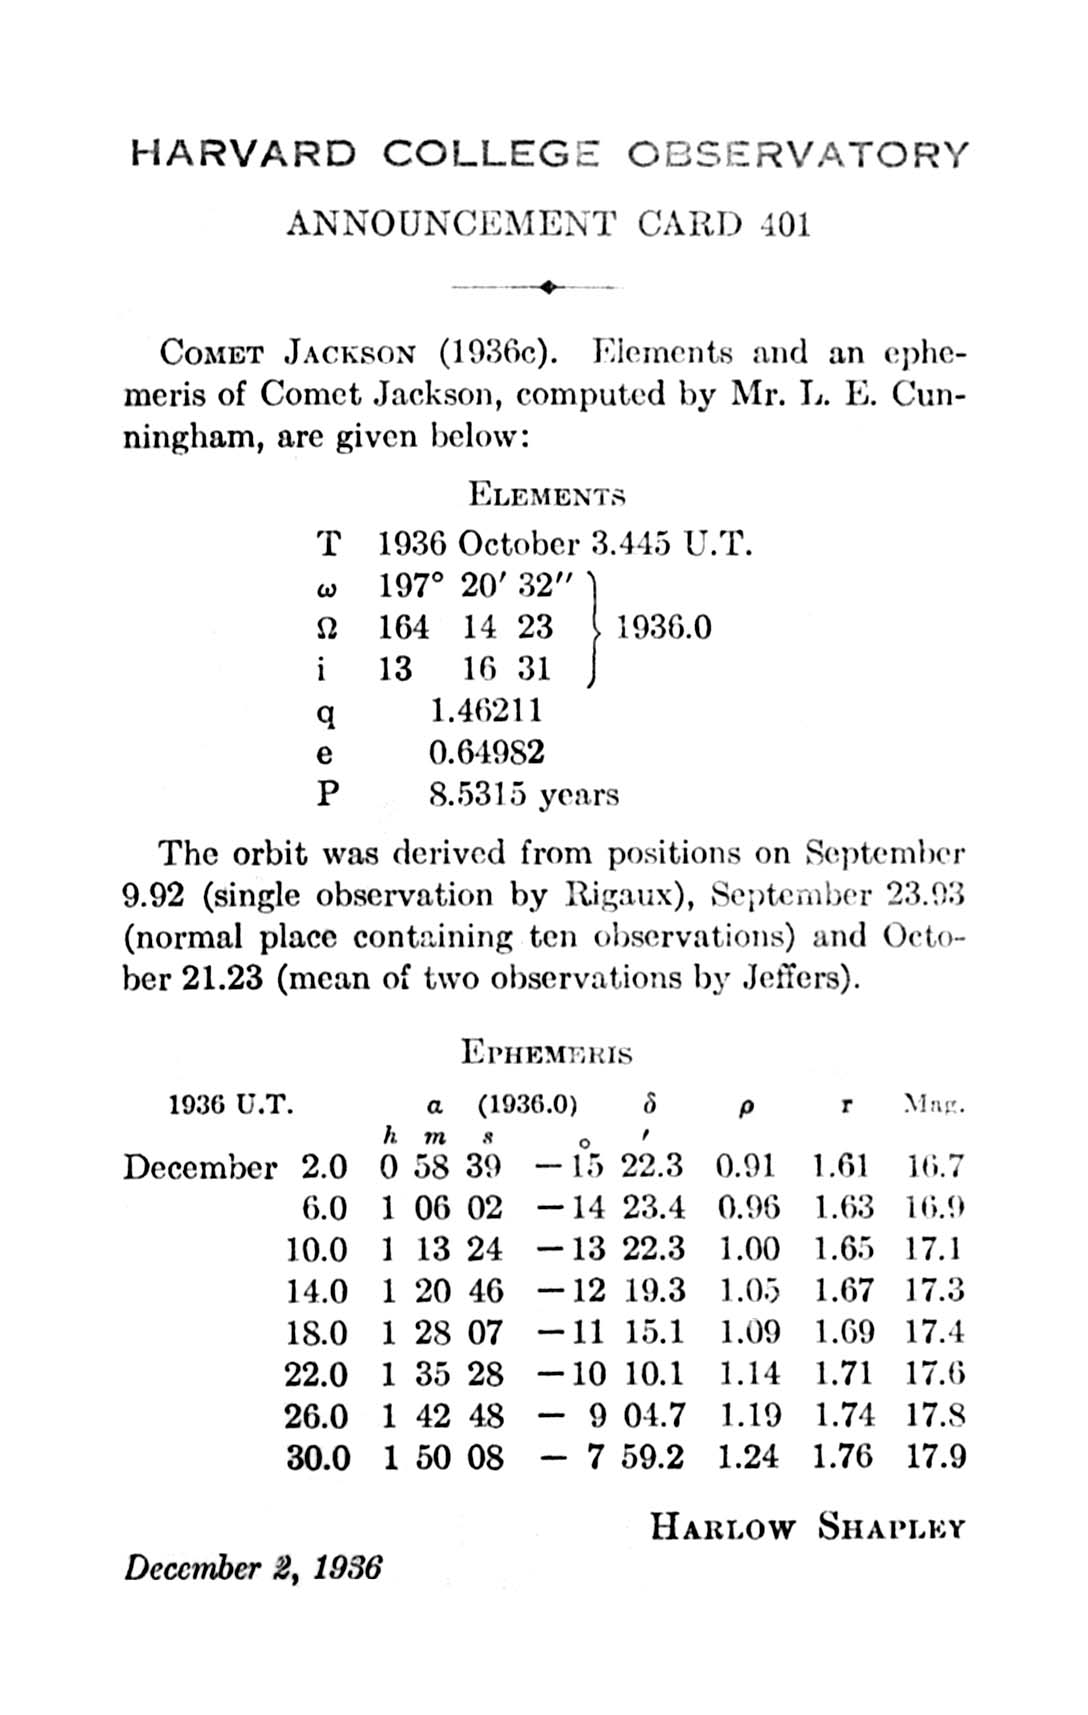 HARVARD COLLEGE OBSERVATORY
ANNOUNCEMENT CARD 401
COMET JACKSON (1936c). Elements and an ephe-
meris of Comet Jackson, computed by Mr. L. E. Cun-
ningham, are given below:
ELEMENTS
T 1936 October 3.445 U.T.
ω 197° 20′ 32″
Ω 164 14 23 } 1936.0
i 13 16 31
q 1.46211
e 0.64982
P 8.5315 years
The orbit was derived from positions on September
9.92 (single observation by Rigaux), September 23.93
(normal place containing ten observations) and Octo-
ber 21.23 (mean of two observations by Jeffers).
EPHEMERIS
1936 U.T. α (1936.0) δ ρ r Mag.
h m s ° ′
December 2.0 0 58 39 −15 22.3 0.91 1.61 16.7
6.0 1 06 02 −14 23.4 0.96 1.63 16.9
10.0 1 13 24 −13 22.3 1.00 1.65 17.1
14.0 1 20 46 −12 19.3 1.05 1.67 17.3
18.0 1 28 07 −11 15.1 1.09 1.69 17.4
22.0 1 35 28 −10 10.1 1.14 1.71 17.6
26.0 1 42 48 − 9 04.7 1.19 1.74 17.8
30.0 1 50 08 − 7 59.2 1.24 1.76 17.9
HARLOW SHAPLEY
December 2, 1936